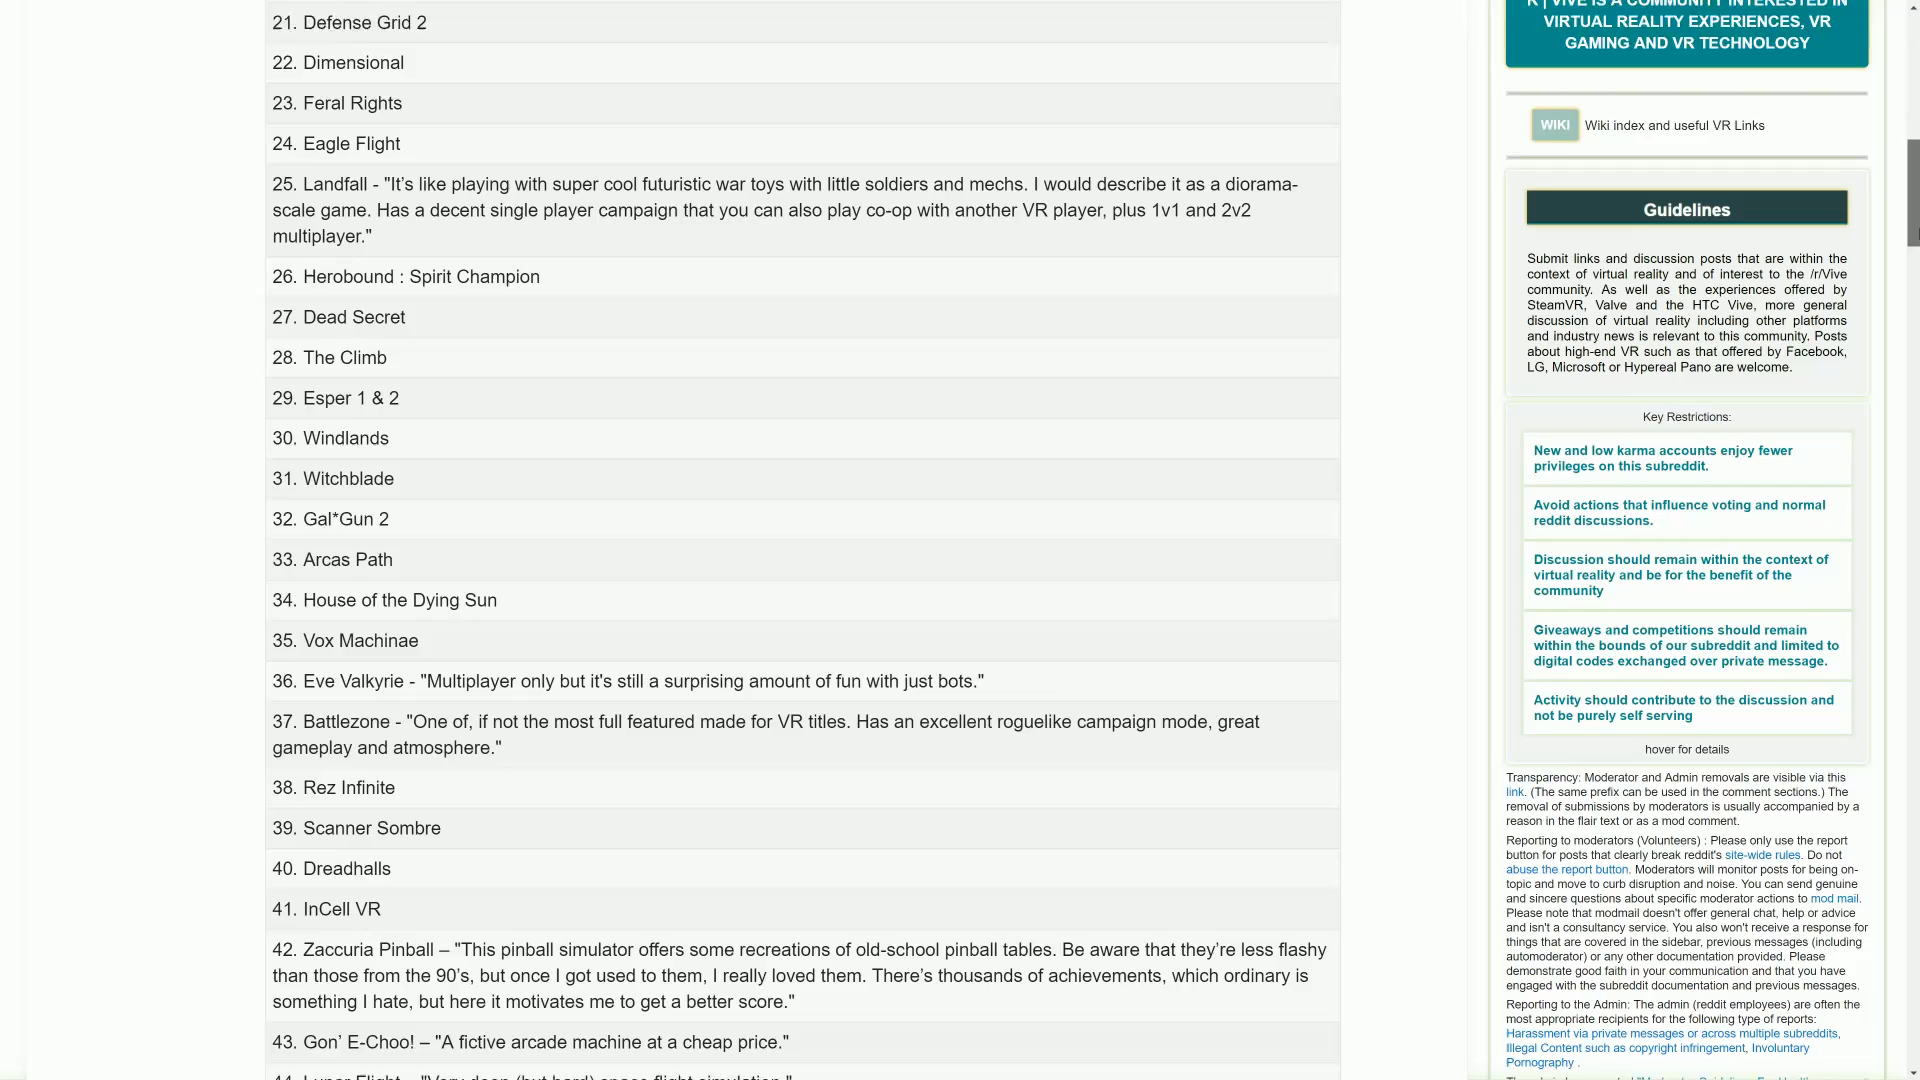 21. Defense Grid 2
22. Dimensional
23. Feral Rights
24. Eagle Flight
25. Landfall - "It’s like playing with super cool futuristic war toys with little soldiers and mechs. I would describe it as a diorama-
scale game. Has a decent single player campaign that you can also play co-op with another VR player, plus 1v1 and 2v2
multiplayer."
26. Herobound : Spirit Champion
27. Dead Secret
28. The Climb
29. Esper 1 & 2
30. Windlands
31. Witchblade
32. Gal*Gun 2
33. Arcas Path
34. House of the Dying Sun
35. Vox Machinae
36. Eve Valkyrie - "Multiplayer only but it's still a surprising amount of fun with just bots."
37. Battlezone - "One of, if not the most full featured made for VR titles. Has an excellent roguelike campaign mode, great
gameplay and atmosphere."
38. Rez Infinite
39. Scanner Sombre
40. Dreadhalls
41. InCell VR
42. Zaccuria Pinball – "This pinball simulator offers some recreations of old-school pinball tables. Be aware that they’re less flashy
than those from the 90’s, but once I got used to them, I really loved them. There’s thousands of achievements, which ordinary is
something I hate, but here it motivates me to get a better score."
43. Gon’ E-Choo! – "A fictive arcade machine at a cheap price."
44. Lunar Flight – "Very deep (but hard) space flight simulation."
R | VIVE IS A COMMUNITY INTERESTED IN
VIRTUAL REALITY EXPERIENCES, VR
GAMING AND VR TECHNOLOGY
WIKI Wiki index and useful VR Links
Guidelines
Submit links and discussion posts that are within the
context of virtual reality and of interest to the /r/Vive
community. As well as the experiences offered by
SteamVR, Valve and the HTC Vive, more general
discussion of virtual reality including other platforms
and industry news is relevant to this community. Posts
about high-end VR such as that offered by Facebook,
LG, Microsoft or Hypereal Pano are welcome.
Key Restrictions:
New and low karma accounts enjoy fewer
privileges on this subreddit.
Avoid actions that influence voting and normal
reddit discussions.
Discussion should remain within the context of
virtual reality and be for the benefit of the
community
Giveaways and competitions should remain
within the bounds of our subreddit and limited to
digital codes exchanged over private message.
Activity should contribute to the discussion and
not be purely self serving
hover for details
Transparency: Moderator and Admin removals are visible via this
link. (The same prefix can be used in the comment sections.) The
removal of submissions by moderators is usually accompanied by a
reason in the flair text or as a mod comment.
Reporting to moderators (Volunteers) : Please only use the report
button for posts that clearly break reddit's site-wide rules. Do not
abuse the report button. Moderators will monitor posts for being on-
topic and move to curb disruption and noise. You can send genuine
and sincere questions about specific moderator actions to mod mail.
Please note that modmail doesn't offer general chat, help or advice
and isn't a consultancy service. You also won't receive a response for
things that are covered in the sidebar, previous messages (including
automoderator) or any other documentation provided. Please
demonstrate good faith in your communication and that you have
engaged with the subreddit documentation and previous messages.
Reporting to the Admin: The admin (reddit employees) are often the
most appropriate recipients for the following type of reports:
Harassment via private messages or across multiple subreddits,
Illegal Content such as copyright infringement, Involuntary
Pornography .